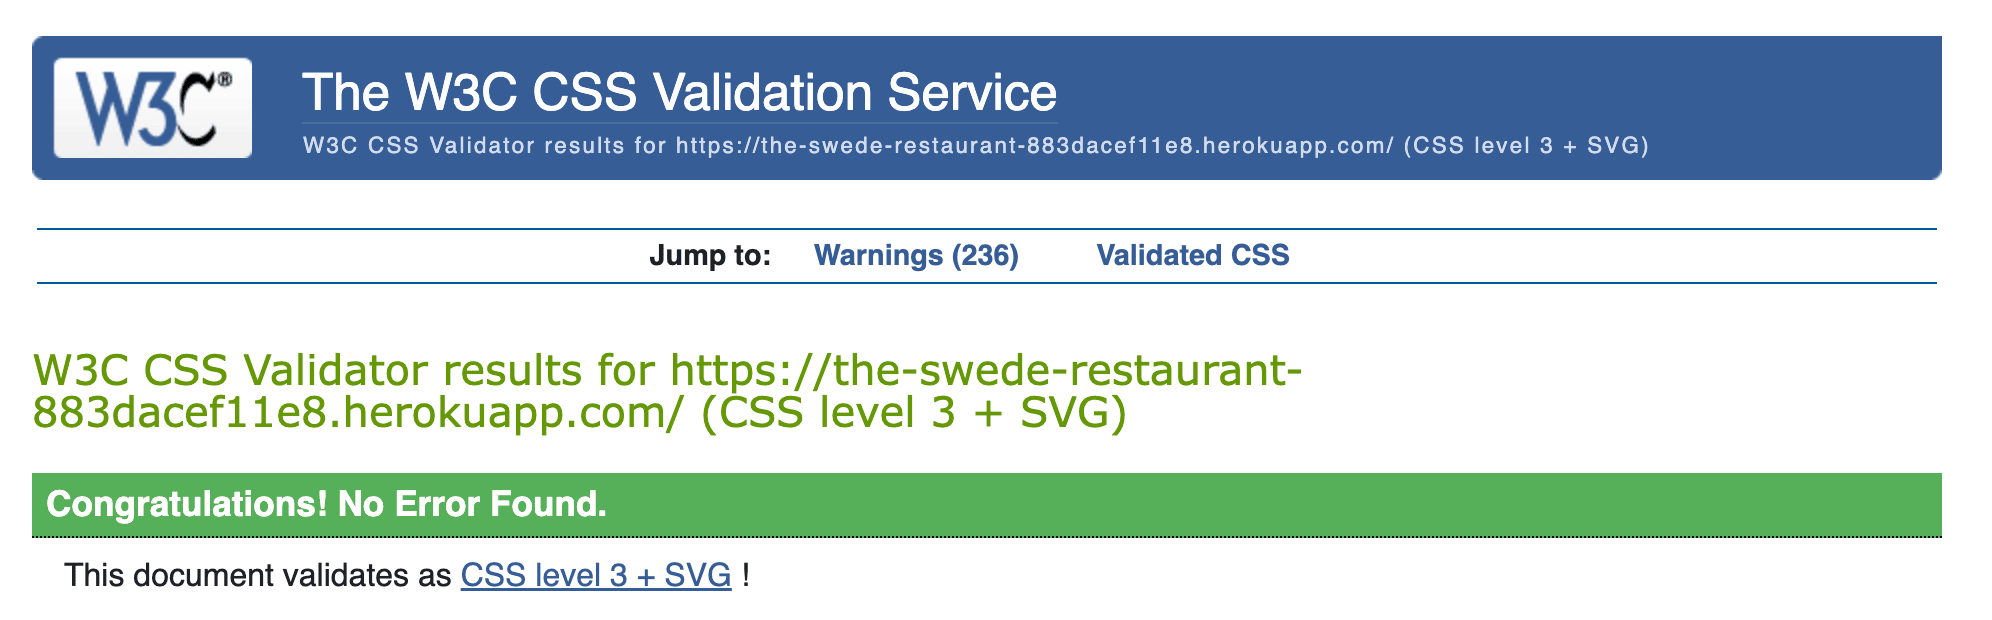 W3C®
The W3C CSS Validation Service
W3C CSS Validator results for https://the-swede-restaurant-883dacef11e8.herokuapp.com/ (CSS level 3 + SVG)
Jump to: Warnings (236) Validated CSS
W3C CSS Validator results for https://the-swede-restaurant-
883dacef11e8.herokuapp.com/ (CSS level 3 + SVG)
Congratulations! No Error Found.
This document validates as CSS level 3 + SVG !